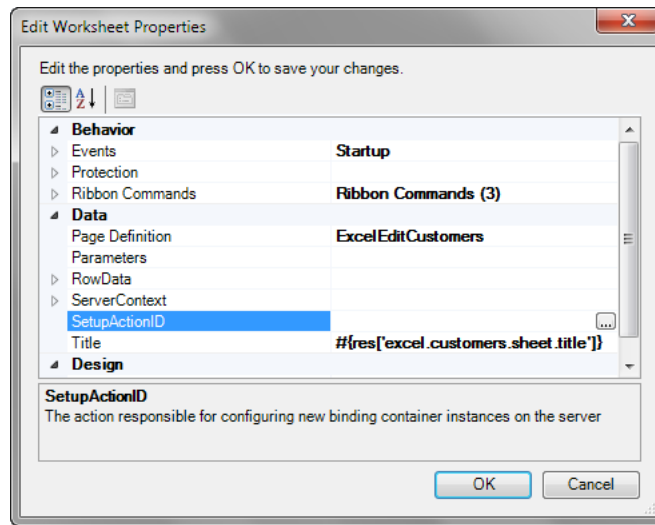 Edit Worksheet Properties
Edit the properties and press OK to save your changes.
Behavior
Events Startup
Protection
Ribbon Commands Ribbon Commands (3)
Data
Page Definition ExcelEditCustomers
Parameters
RowData
ServerContext
SetupActionID ...
Title #{res['excel.customers.sheet.title']}
Design
SetupActionID
The action responsible for configuring new binding container instances on the server
OK Cancel